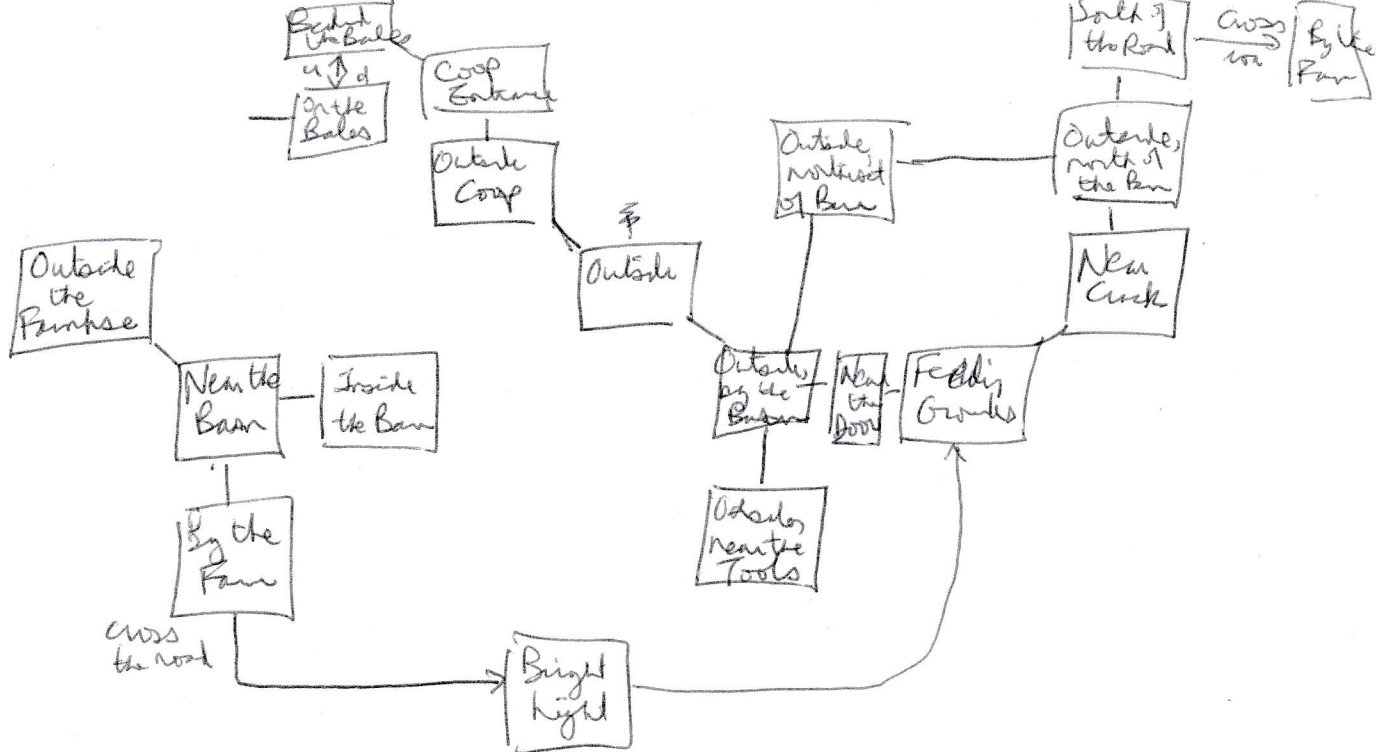 Behind
the Bales
u
d
On the
Bales
Coop
Entrance
Outside
Coop
South of
the Road
Cross
By the
Farm
Outside,
northeast
of Barn
Outside,
north of
the Barn
Near
Crack
Outside
Outside
the
Farmhse
Near the
Barn
Inside
the Barn
Outside,
by the
Barn
Near
the
Door
Feeding
Grounds
By the
Farm
Outside,
near the
Tools
cross
the road
Bright
Light